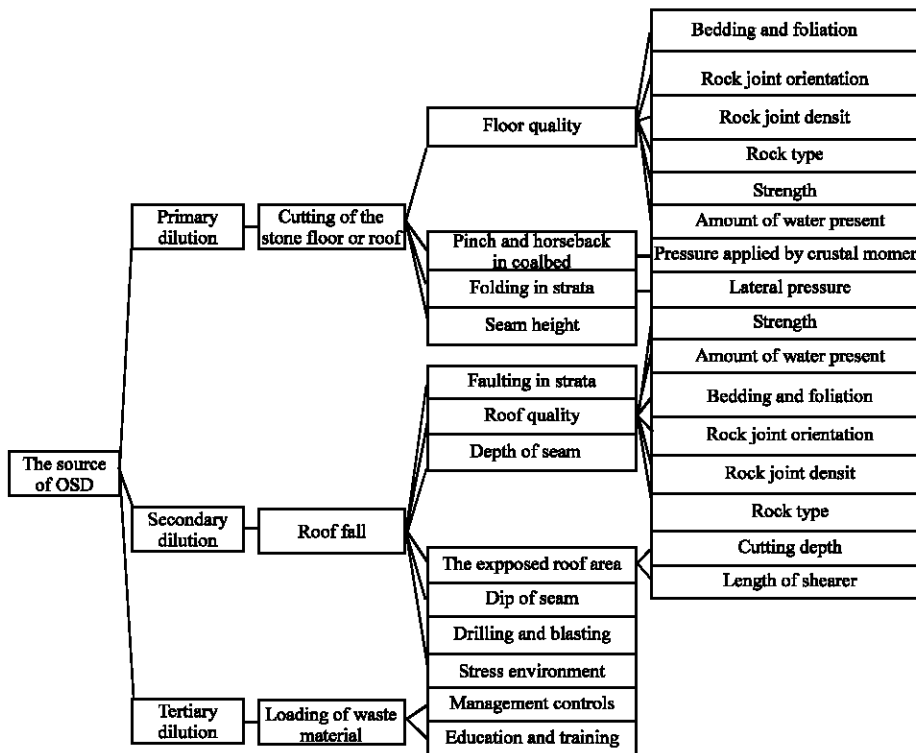 Bedding and foliation
Rock joint orientation
Floor quality
Rock joint densit
Rock type
Strength
Primary
dilution
Cutting of the
stone floor or roof
Amount of water present
Pinch and horseback
in coalbed
Pressure applied by crustal momen
Folding in strata
Lateral pressure
Seam height
Strength
Amount of water present
Faulting in strata
Bedding and foliation
Roof quality
Rock joint orientation
Depth of seam
The source
of OSD
Rock joint densit
Secondary
dilution
Roof fall
Rock type
Cutting depth
The expposed roof area
Length of shearer
Dip of seam
Drilling and blasting
Stress environment
Tertiary
dilution
Loading of waste
material
Management controls
Education and training